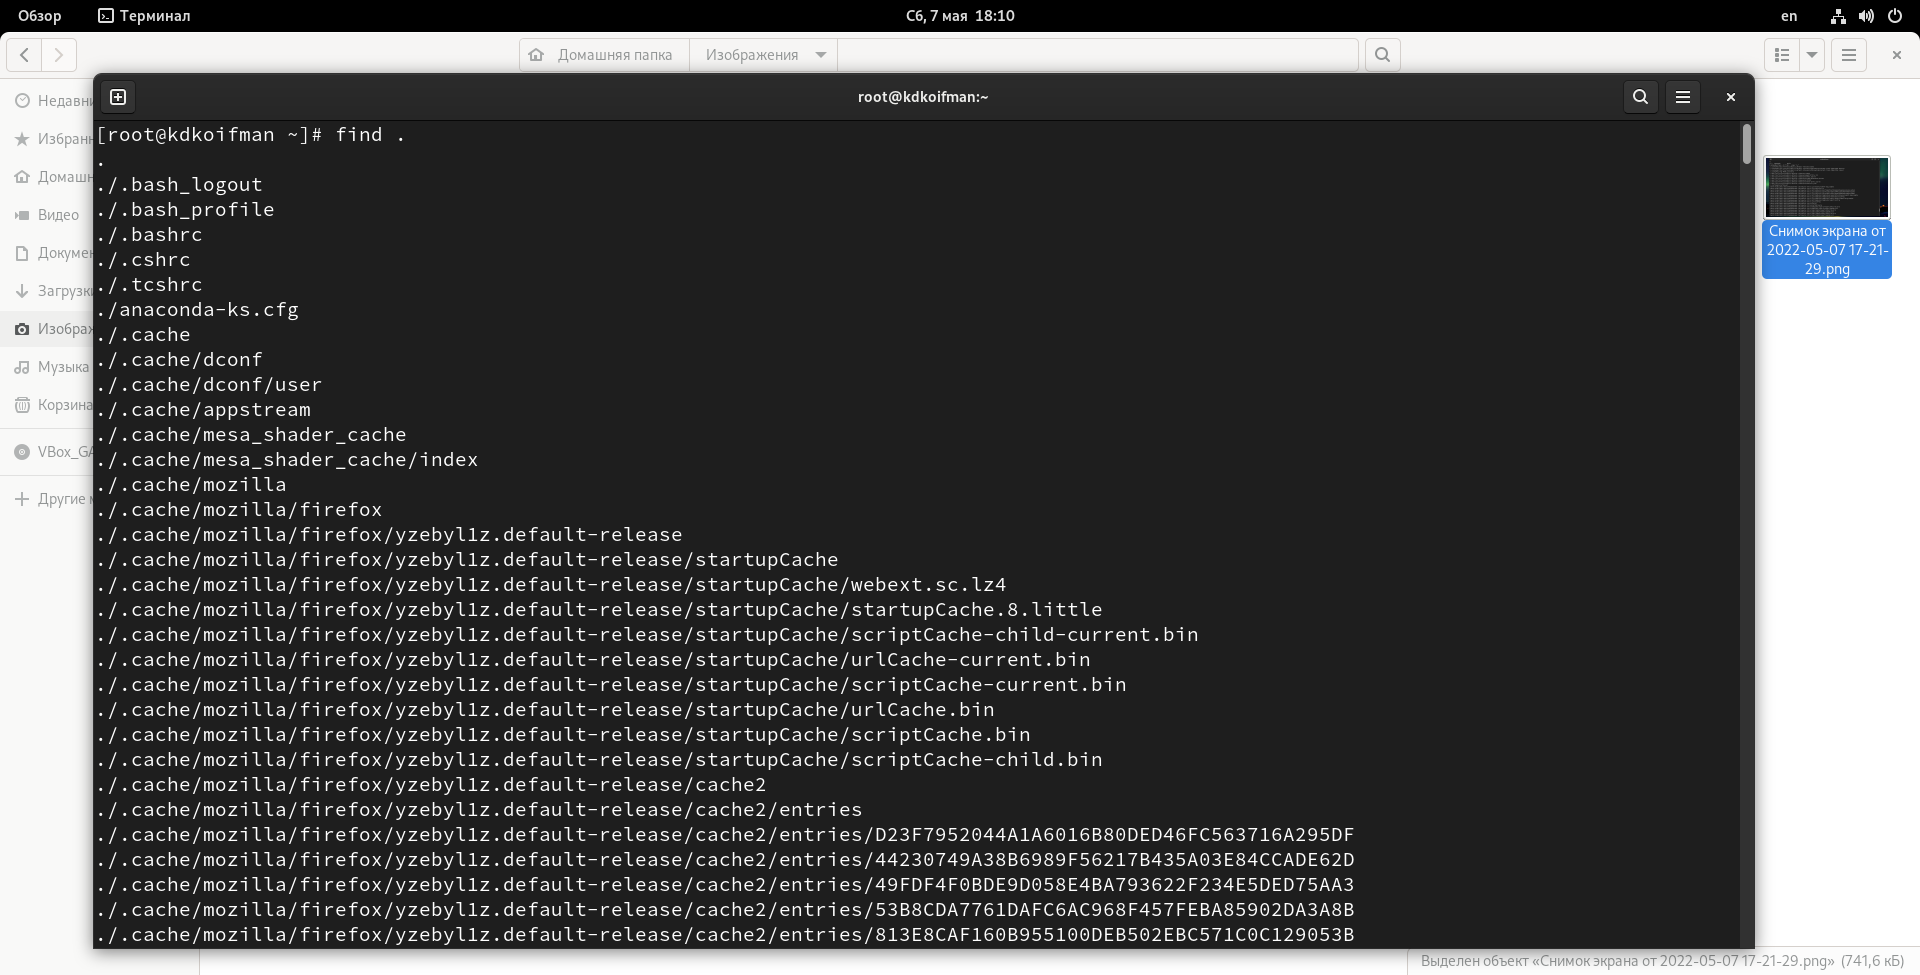 Обзор
Терминал
Сб, 7 мая 18:10
en
Домашняя папка
Изображения
root@kdkoifman:~
Недавн
Избран
Домашн
Видео
Докумен
Загрузк
Изображ
Музыка
Корзина
VBox_GA
Другие м
[root@kdkoifman ~]# find .
.
./.bash_logout
./.bash_profile
./.bashrc
./.cshrc
./.tcshrc
./anaconda-ks.cfg
./.cache
./.cache/dconf
./.cache/dconf/user
./.cache/appstream
./.cache/mesa_shader_cache
./.cache/mesa_shader_cache/index
./.cache/mozilla
./.cache/mozilla/firefox
./.cache/mozilla/firefox/yzebyl1z.default-release
./.cache/mozilla/firefox/yzebyl1z.default-release/startupCache
./.cache/mozilla/firefox/yzebyl1z.default-release/startupCache/webext.sc.lz4
./.cache/mozilla/firefox/yzebyl1z.default-release/startupCache/startupCache.8.little
./.cache/mozilla/firefox/yzebyl1z.default-release/startupCache/scriptCache-child-current.bin
./.cache/mozilla/firefox/yzebyl1z.default-release/startupCache/urlCache-current.bin
./.cache/mozilla/firefox/yzebyl1z.default-release/startupCache/scriptCache-current.bin
./.cache/mozilla/firefox/yzebyl1z.default-release/startupCache/urlCache.bin
./.cache/mozilla/firefox/yzebyl1z.default-release/startupCache/scriptCache.bin
./.cache/mozilla/firefox/yzebyl1z.default-release/startupCache/scriptCache-child.bin
./.cache/mozilla/firefox/yzebyl1z.default-release/cache2
./.cache/mozilla/firefox/yzebyl1z.default-release/cache2/entries
./.cache/mozilla/firefox/yzebyl1z.default-release/cache2/entries/D23F7952044A1A6016B80DED46FC563716A295DF
./.cache/mozilla/firefox/yzebyl1z.default-release/cache2/entries/44230749A38B6989F56217B435A03E84CCADE62D
./.cache/mozilla/firefox/yzebyl1z.default-release/cache2/entries/49FDF4F0BDE9D058E4BA793622F234E5DED75AA3
./.cache/mozilla/firefox/yzebyl1z.default-release/cache2/entries/53B8CDA7761DAFC6AC968F457FEBA85902DA3A8B
./.cache/mozilla/firefox/yzebyl1z.default-release/cache2/entries/813E8CAF160B955100DEB502EBC571C0C129053B
Снимок экрана от
2022-05-07 17-21-
29.png
Выделен объект «Снимок экрана от 2022-05-07 17-21-29.png» (741,6 кБ)